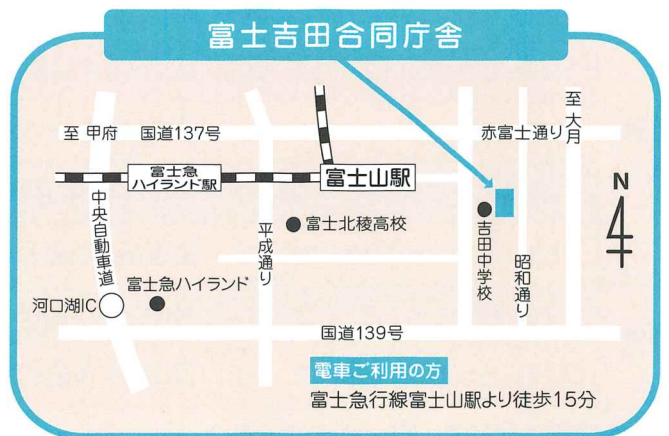 富士吉田合同庁舎
至 甲府 国道137号
赤富士通り
至大月
富士急
ハイランド駅
富士山駅
N
中央自動車道
平成通り
富士北稜高校
吉田中学校
昭和通り
富士急ハイランド
河口湖IC
国道139号
電車ご利用の方
富士急行線富士山駅より徒歩15分